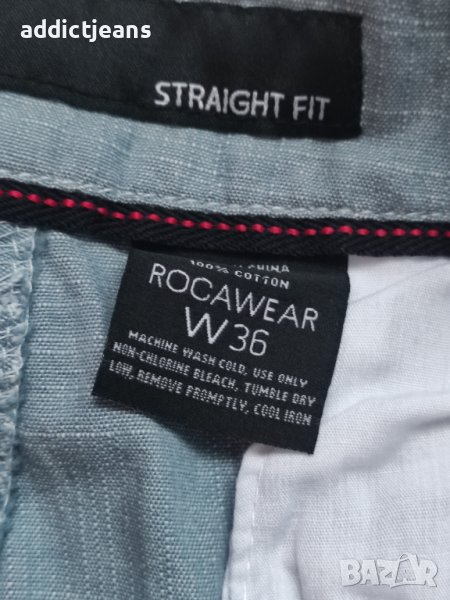 addictjeans
STRAIGHT FIT
100% COTTON
ROCAWEAR
W36
MACHINE WASH COLD, USE ONLY
NON-CHLORINE BLEACH, TUMBLE DRY
LOW, REMOVE PROMPTLY, COOL IRON
BAZAR